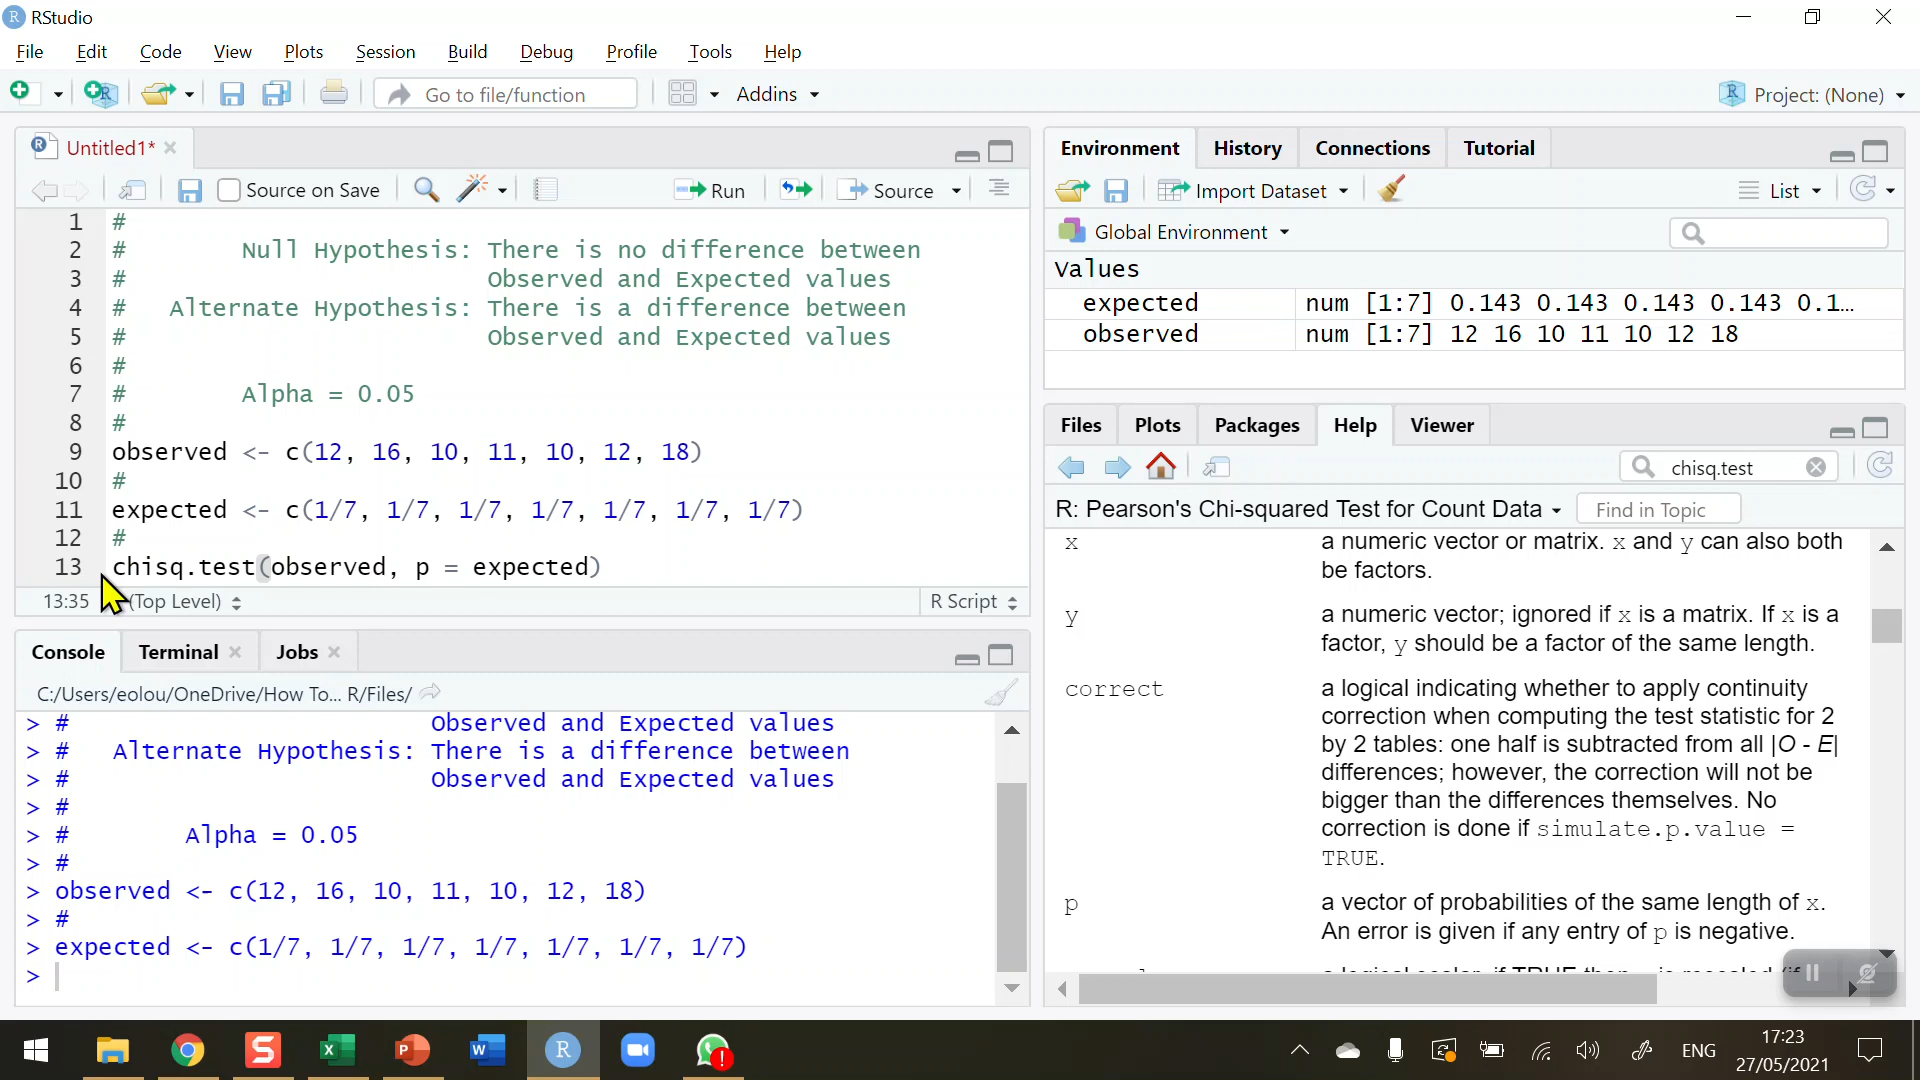 RStudio
File Edit Code View Plots Session Build Debug Profile Tools Help
Go to file/function Addins Project: (None)
Untitled1*
Source on Save Run Source
1 #
2 # Null Hypothesis: There is no difference between
3 # Observed and Expected values
4 # Alternate Hypothesis: There is a difference between
5 # Observed and Expected values
6 #
7 # Alpha = 0.05
8 #
9 observed <- c(12, 16, 10, 11, 10, 12, 18)
10 #
11 expected <- c(1/7, 1/7, 1/7, 1/7, 1/7, 1/7, 1/7)
12 #
13 chisq.test(observed, p = expected)
13:35 (Top Level) R Script
Console Terminal Jobs
C:/Users/eolou/OneDrive/How To... R/Files/
> # Observed and Expected values
> # Alternate Hypothesis: There is a difference between
> # Observed and Expected values
> #
> # Alpha = 0.05
> #
> observed <- c(12, 16, 10, 11, 10, 12, 18)
> #
> expected <- c(1/7, 1/7, 1/7, 1/7, 1/7, 1/7, 1/7)
>
Environment History Connections Tutorial
Import Dataset List
Global Environment
Values
expected num [1:7] 0.143 0.143 0.143 0.143 0.1...
observed num [1:7] 12 16 10 11 10 12 18
Files Plots Packages Help Viewer
chisq.test
R: Pearson's Chi-squared Test for Count Data Find in Topic
x a numeric vector or matrix. x and y can also both
be factors.
y a numeric vector; ignored if x is a matrix. If x is a
factor, y should be a factor of the same length.
correct a logical indicating whether to apply continuity
correction when computing the test statistic for 2
by 2 tables: one half is subtracted from all |O - E|
differences; however, the correction will not be
bigger than the differences themselves. No
correction is done if simulate.p.value =
TRUE.
p a vector of probabilities of the same length of x.
An error is given if any entry of p is negative.
ENG 17:23
27/05/2021